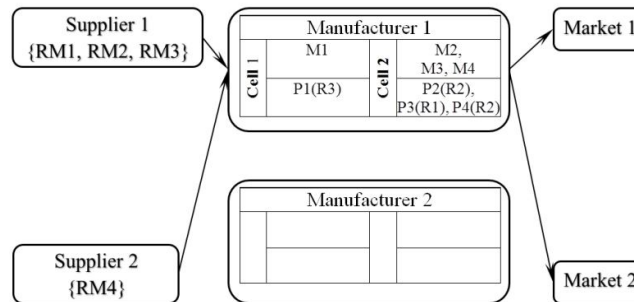 Supplier 1
{RM1, RM2, RM3}
Manufacturer 1
Cell 1
M1
P1(R3)
Cell 2
M2,
M3, M4
P2(R2),
P3(R1), P4(R2)
Market 1
Supplier 2
{RM4}
Manufacturer 2
Market 2